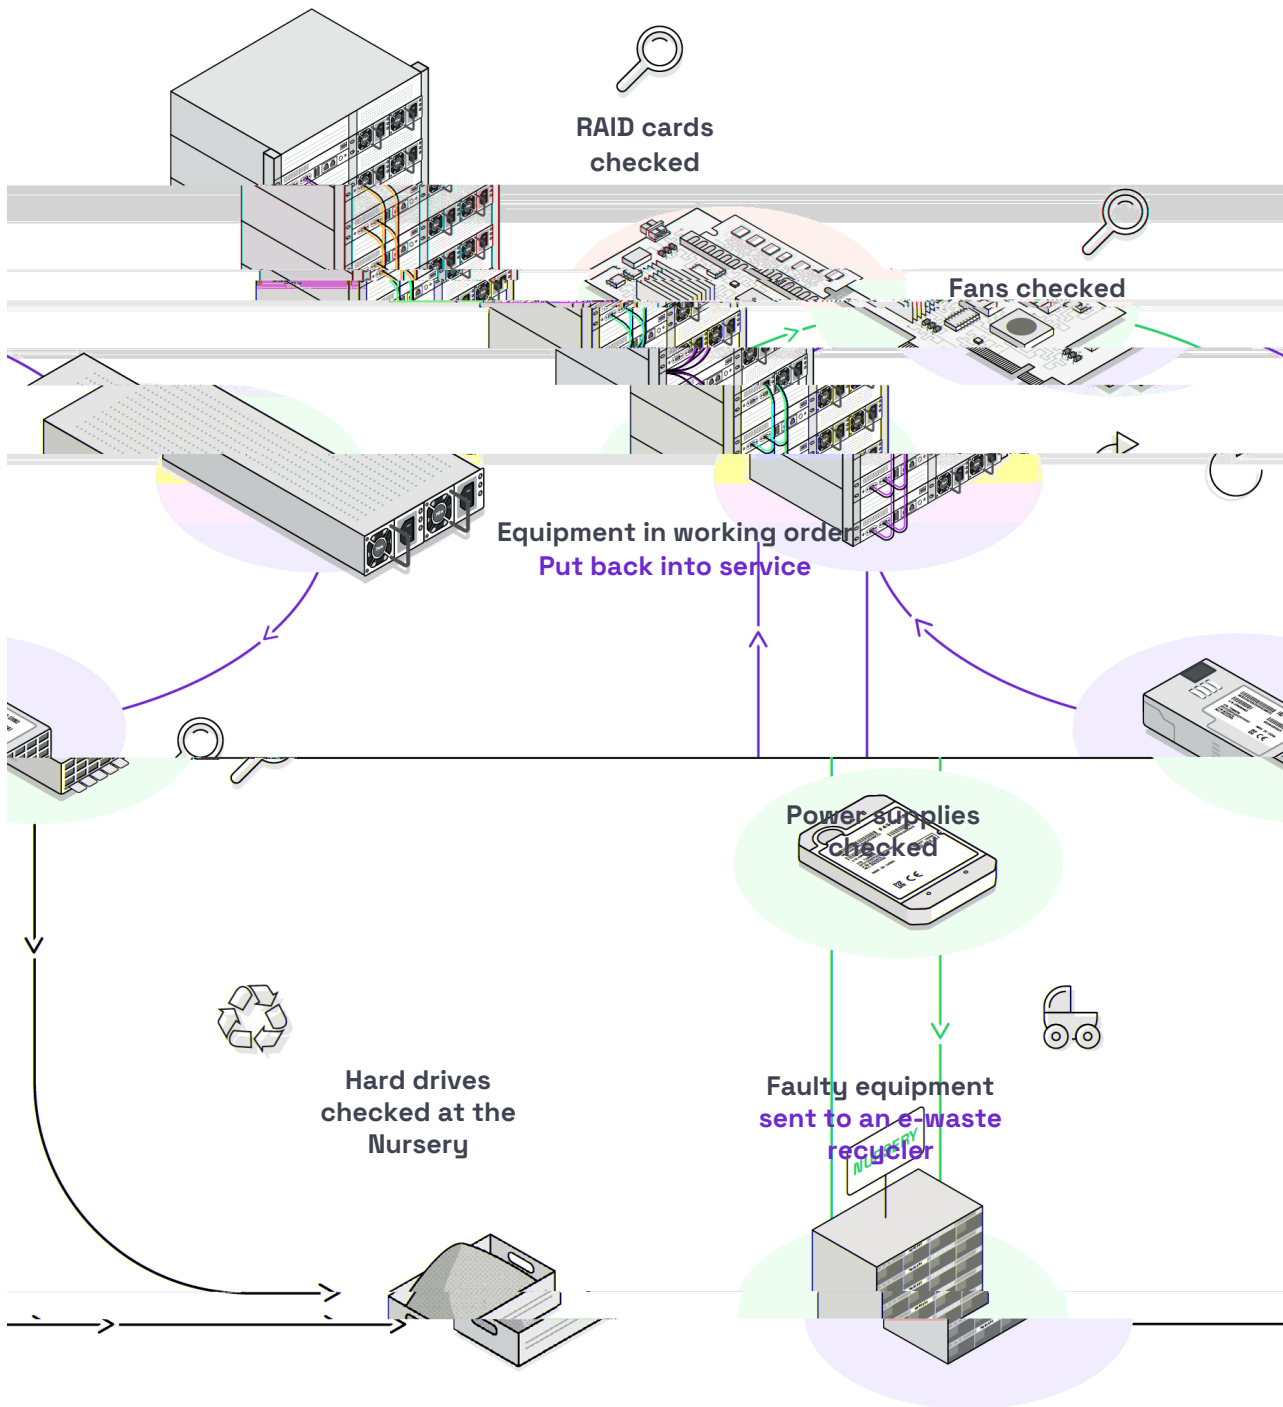 RAID cards
checked
Fans checked
Equipment in working order
Put back into service
Power supplies
checked
Hard drives
checked at the
Nursery
Faulty equipment
sent to an e-waste
recycler
NURSERY